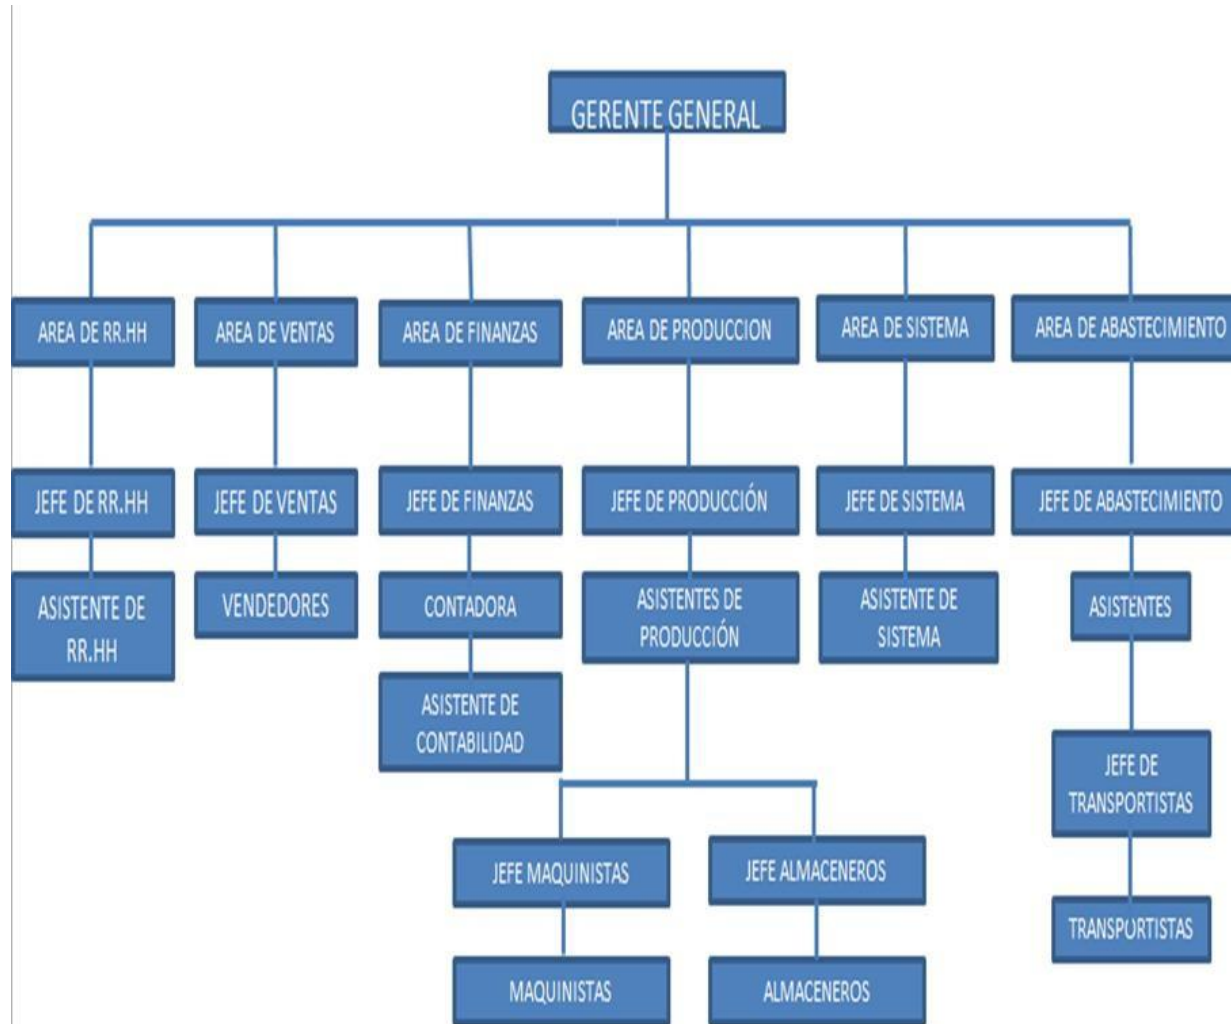 GERENTE GENERAL
AREA DE RR.HH
AREA DE VENTAS
AREA DE FINANZAS
AREA DE PRODUCCION
AREA DE SISTEMA
AREA DE ABASTECIMIENTO
JEFE DE RR.HH
JEFE DE VENTAS
JEFE DE FINANZAS
JEFE DE PRODUCCIÓN
JEFE DE SISTEMA
JEFE DE ABASTECIMIENTO
ASISTENTE DE
RR.HH
VENDEDORES
CONTADORA
ASISTENTES DE
PRODUCCIÓN
ASISTENTE DE
SISTEMA
ASISTENTES
ASISTENTE DE
CONTABILIDAD
JEFE DE
TRANSPORTISTAS
JEFE MAQUINISTAS
JEFE ALMACENEROS
TRANSPORTISTAS
MAQUINISTAS
ALMACENEROS